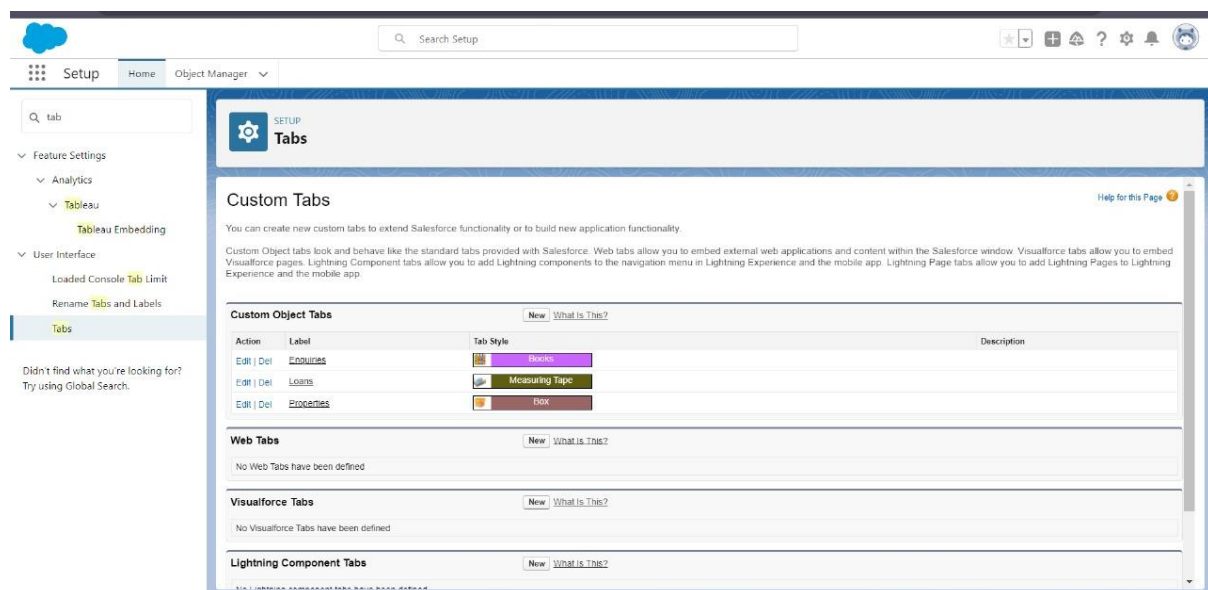 Search Setup
Setup
Home
Object Manager
tab
Feature Settings
Analytics
Tableau
Tableau Embedding
User Interface
Loaded Console Tab Limit
Rename Tabs and Labels
Tabs
Didn't find what you're looking for?
Try using Global Search.
SETUP
Tabs
Custom Tabs
Help for this Page
You can create new custom tabs to extend Salesforce functionality or to build new application functionality.
Custom Object tabs look and behave like the standard tabs provided with Salesforce. Web tabs allow you to embed external web applications and content within the Salesforce window. Visualforce tabs allow you to embed
Visualforce pages. Lightning Component tabs allow you to add Lightning components to the navigation menu in Lightning Experience and the mobile app. Lightning Page tabs allow you to add Lightning Pages to Lightning
Experience and the mobile app.
Custom Object Tabs New What Is This?
Action Label Tab Style Description
Edit | Del Enquiries Books
Edit | Del Loans Measuring Tape
Edit | Del Properties Box
Web Tabs New What Is This?
No Web Tabs have been defined
Visualforce Tabs New What Is This?
No Visualforce Tabs have been defined
Lightning Component Tabs New What Is This?
No Lightning component tabs have been defined